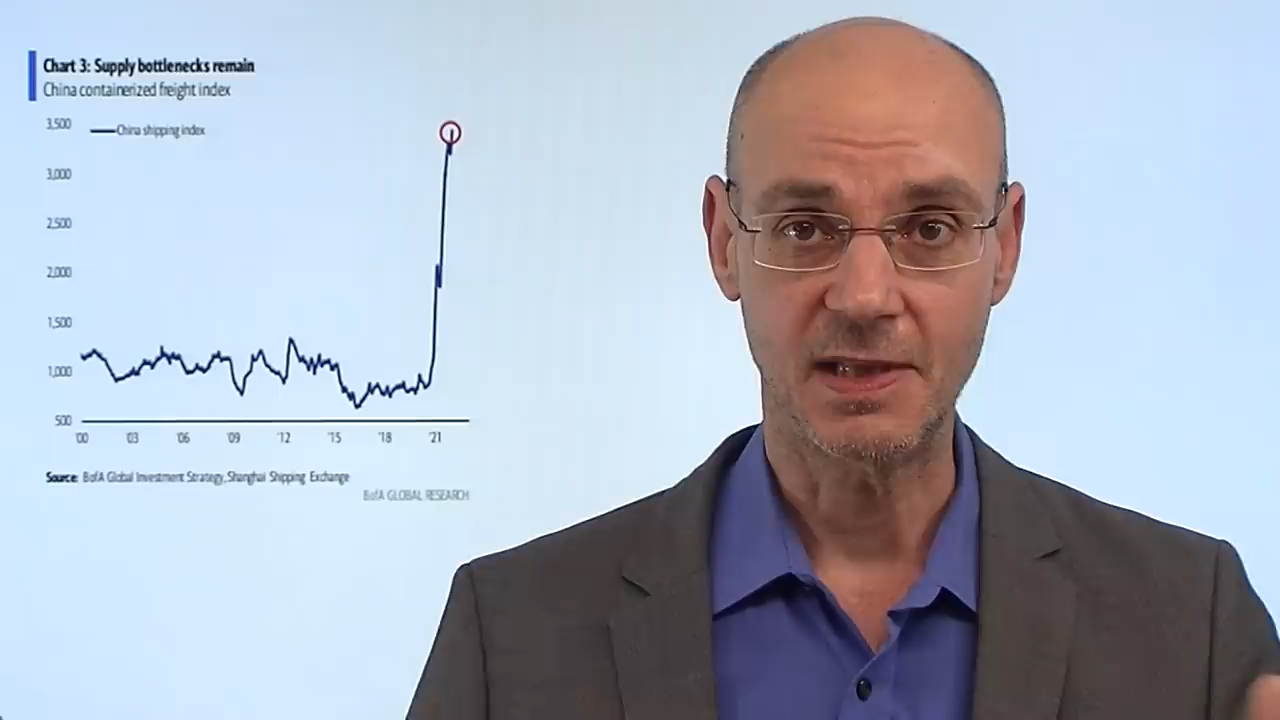 Chart 3: Supply bottlenecks remain
China containerized freight index
3,500
China shipping index
3,000
2,500
2,000
1,500
1,000
500
'00 '03 '06 '09 '12 '15 '18 '21
Source: BofA Global Investment Strategy, Shanghai Shipping Exchange
BofA GLOBAL RESEARCH